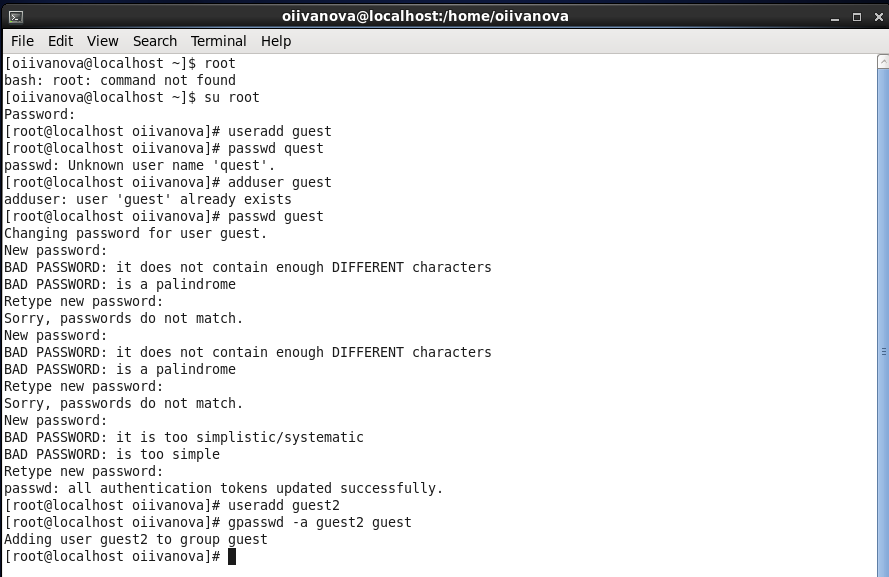 oiivanova@localhost:/home/oiivanova
File Edit View Search Terminal Help
[oiivanova@localhost ~]$ root
bash: root: command not found
[oiivanova@localhost ~]$ su root
Password:
[root@localhost oiivanova]# useradd guest
[root@localhost oiivanova]# passwd quest
passwd: Unknown user name 'quest'.
[root@localhost oiivanova]# adduser guest
adduser: user 'guest' already exists
[root@localhost oiivanova]# passwd guest
Changing password for user guest.
New password:
BAD PASSWORD: it does not contain enough DIFFERENT characters
BAD PASSWORD: is a palindrome
Retype new password:
Sorry, passwords do not match.
New password:
BAD PASSWORD: it does not contain enough DIFFERENT characters
BAD PASSWORD: is a palindrome
Retype new password:
Sorry, passwords do not match.
New password:
BAD PASSWORD: it is too simplistic/systematic
BAD PASSWORD: is too simple
Retype new password:
passwd: all authentication tokens updated successfully.
[root@localhost oiivanova]# useradd guest2
[root@localhost oiivanova]# gpasswd -a guest2 guest
Adding user guest2 to group guest
[root@localhost oiivanova]#